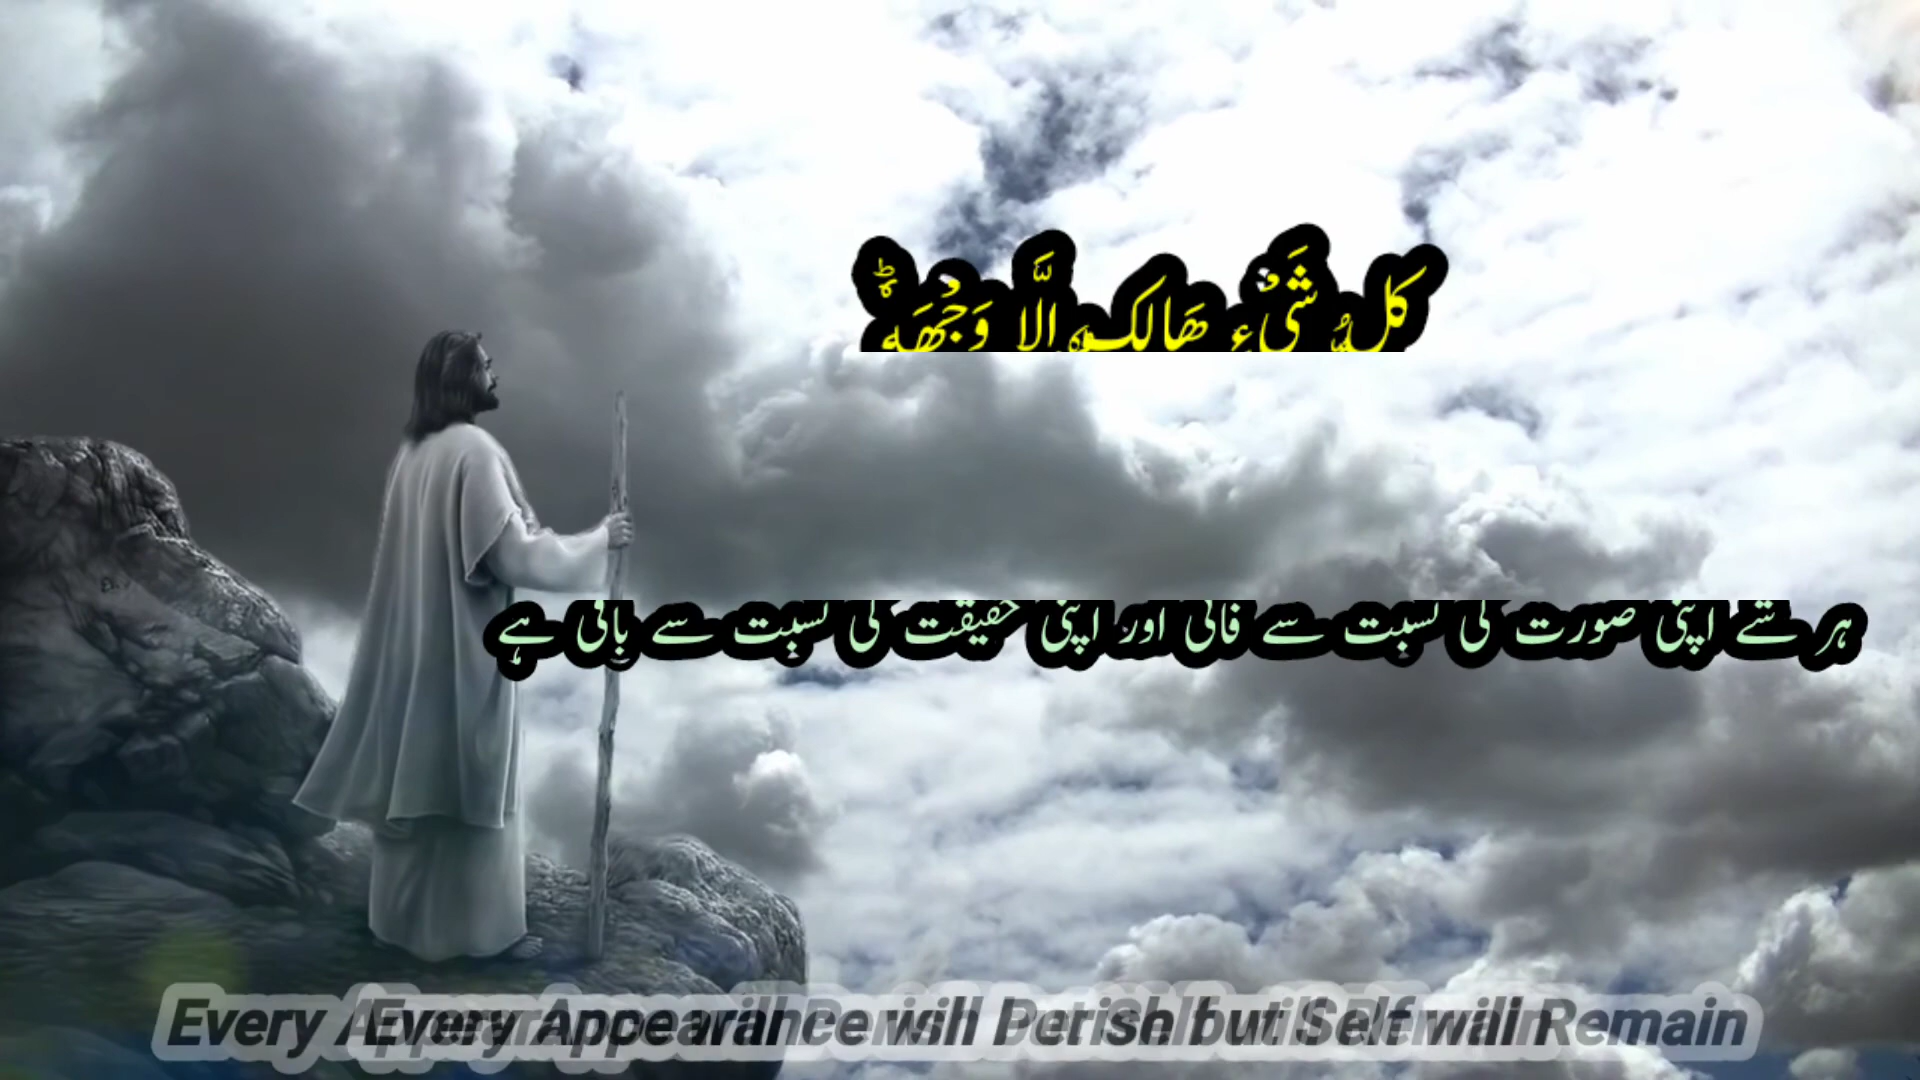 کُلُّ شَیْءٍ ھَالِکٌ اِلَّا وَجْھَہٗ ؕ
ہر شے اپنی صورت کی نسبت سے فانی اور اپنی حقیقت کی نسبت سے باقی ہے
Every Appearance will Perish but Self will Remain